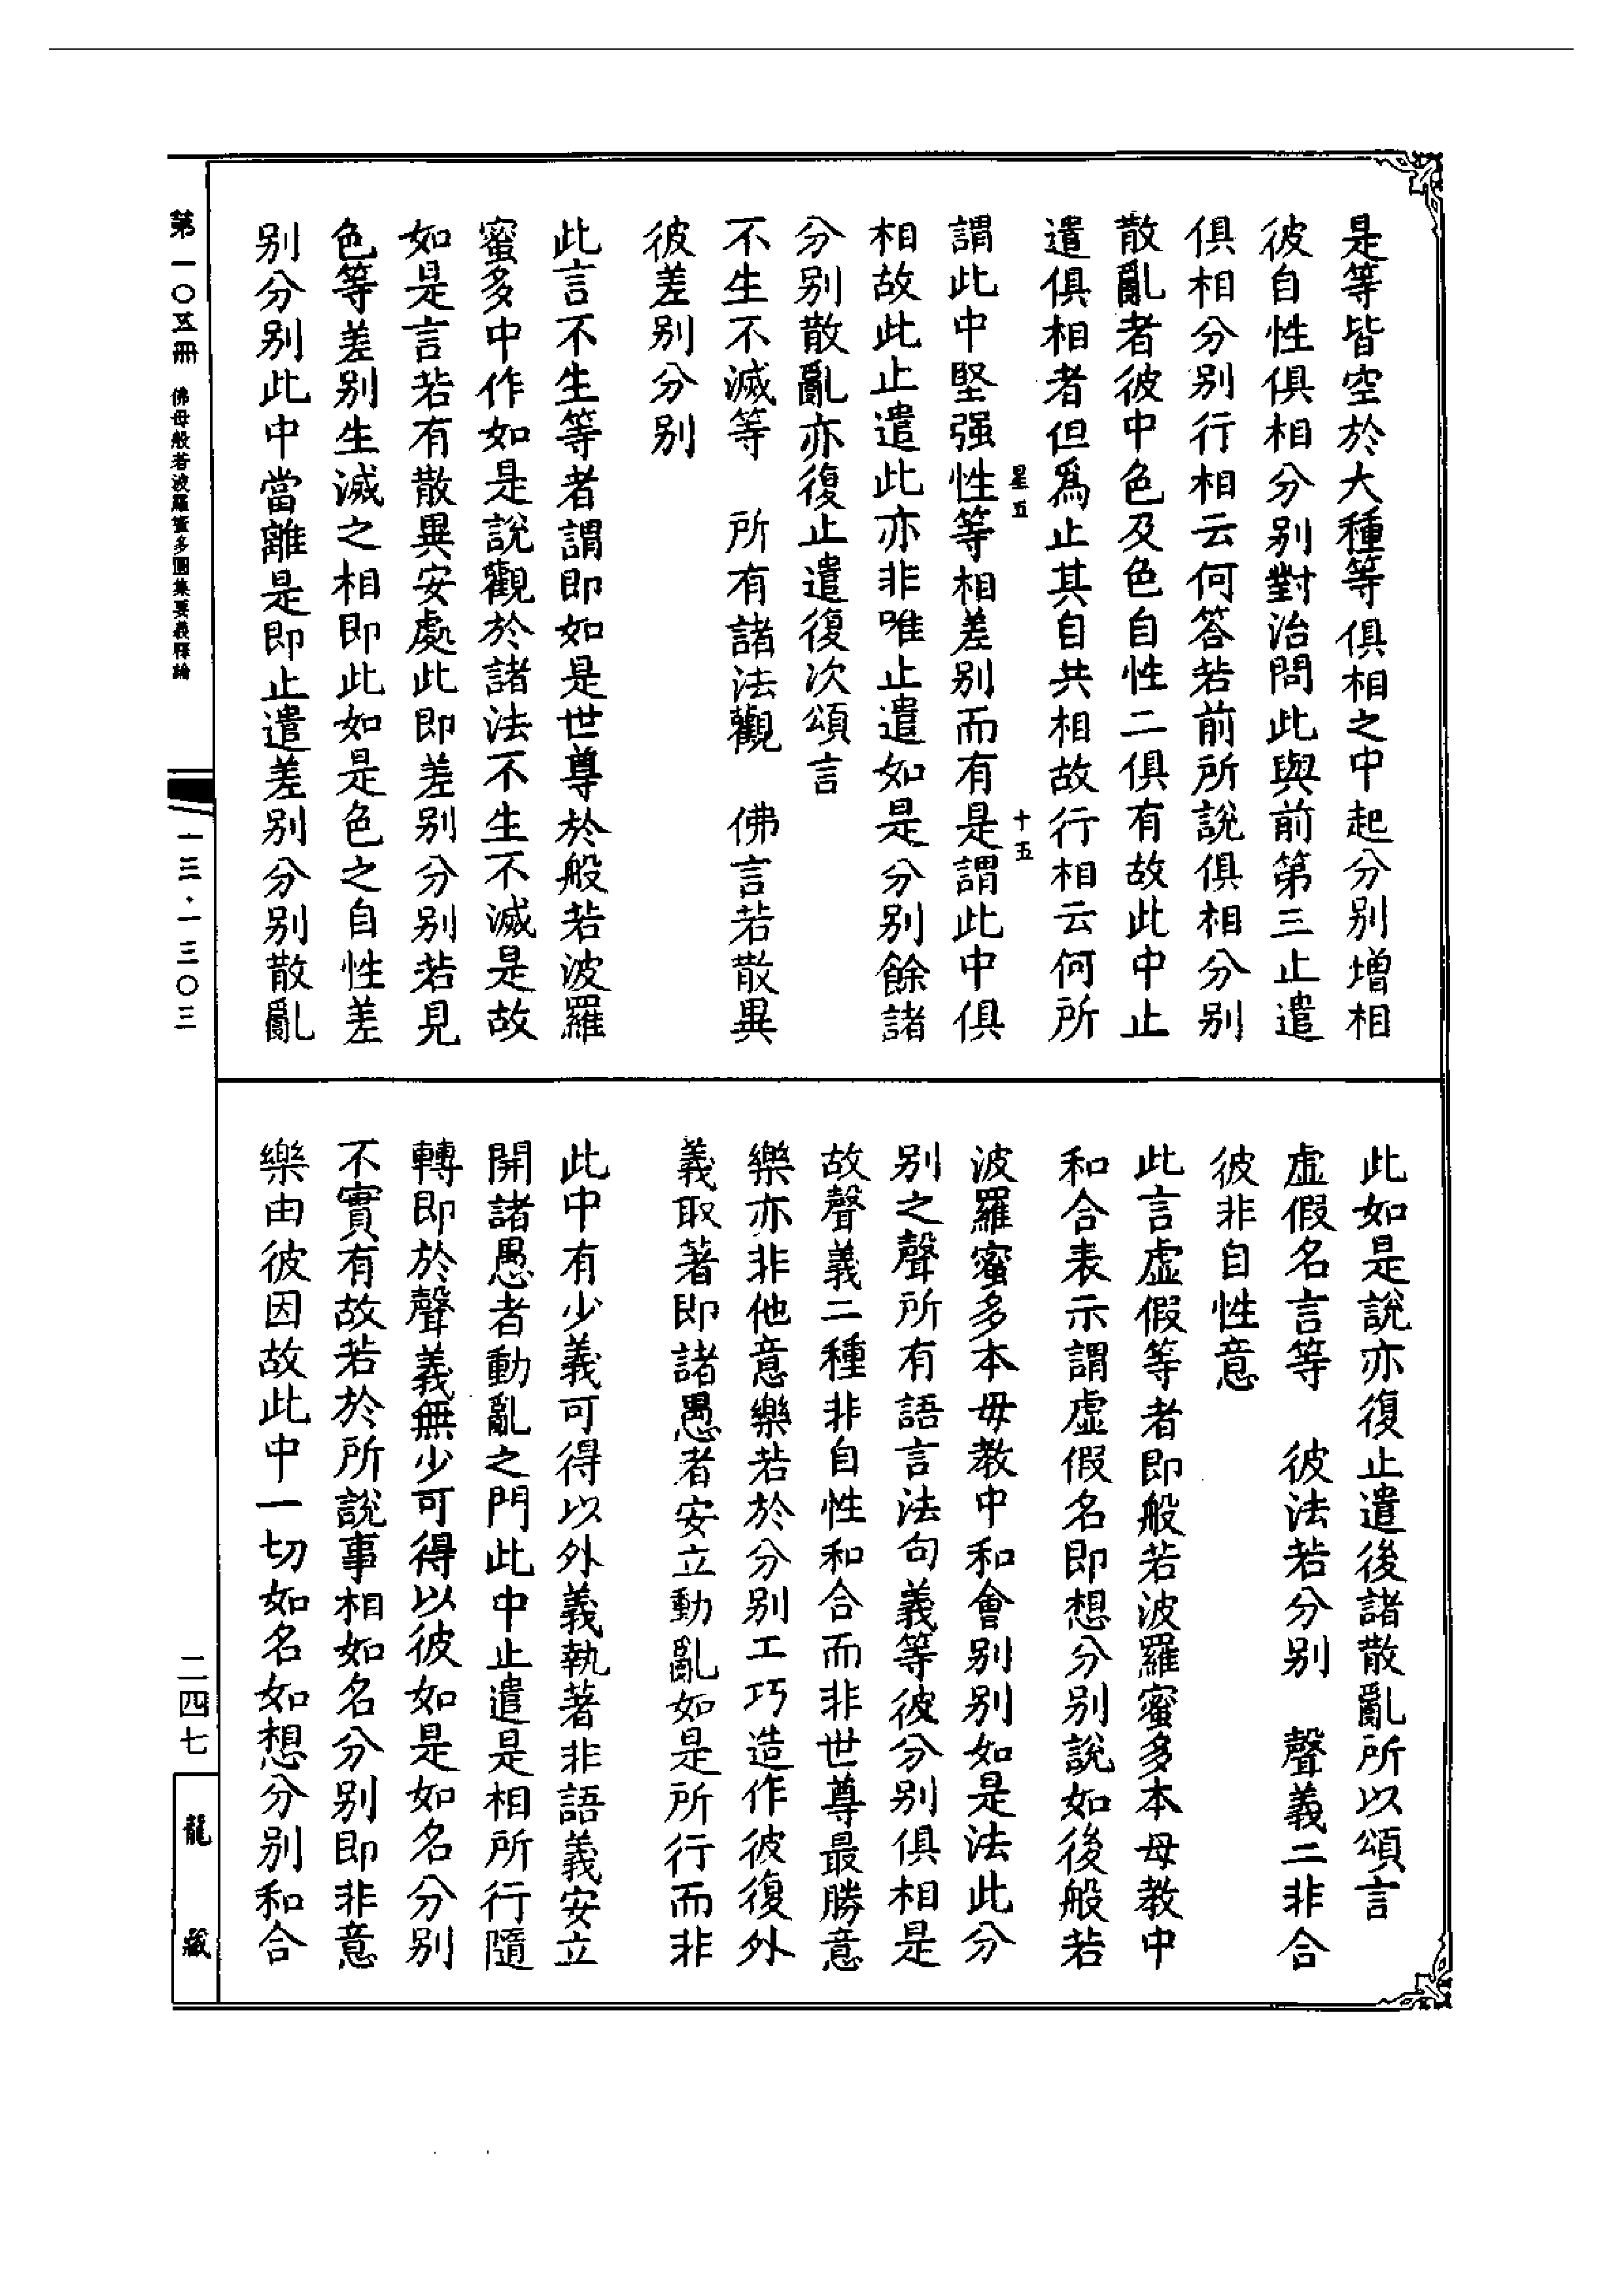 是等皆空於大種等俱相之中起分別增相
彼自性俱相分別對治問此與前第三止遣
俱相分別行相云何答若前所說俱相分別
散亂者彼中色及色自性二俱有故此中止
遣俱相者但爲止其自共相故行相云何所
星五　十五
謂此中堅强性等相差別而有是謂此中俱
相故此止遣此亦非唯止遣如是分別餘諸
分別散亂亦復止遣復次頌言
不生不滅等　所有諸法觀　佛言若散異
彼差別分別
此言不生等者謂即如是世尊於般若波羅
蜜多中作如是說觀於諸法不生不滅是故
如是言若有散異安處此即差別分別若見
色等差別生滅之相即此如是色之自性差
別分別此中當離是即止遣差別分別散亂
此如是說亦復止遣後諸散亂所以頌言
虛假名言等　彼法若分別　聲義二非合
彼非自性意
此言虛假等者即般若波羅蜜多本母教中
和合表示謂虛假名即想分別說如後般若
波羅蜜多本母教中和會別別如是法此分
別之聲所有語言法句義等彼分別俱相是
故聲義二種非自性和合而非世尊最勝意
樂亦非他意樂若於分別工巧造作彼復外
義取著即諸愚者安立動亂如是所行而非
此中有少義可得以外義執著非語義安立
開諸愚者動亂之門此中止遣是相所行隨
轉即於聲義無少可得以彼如是如名分別
不實有故若於所說事相如名分別即非意
樂由彼因故此中一切如名如想分別和合
第一〇五冊　佛母般若波羅蜜多圓集要義釋論
一三·一三〇三
二四七
龍藏